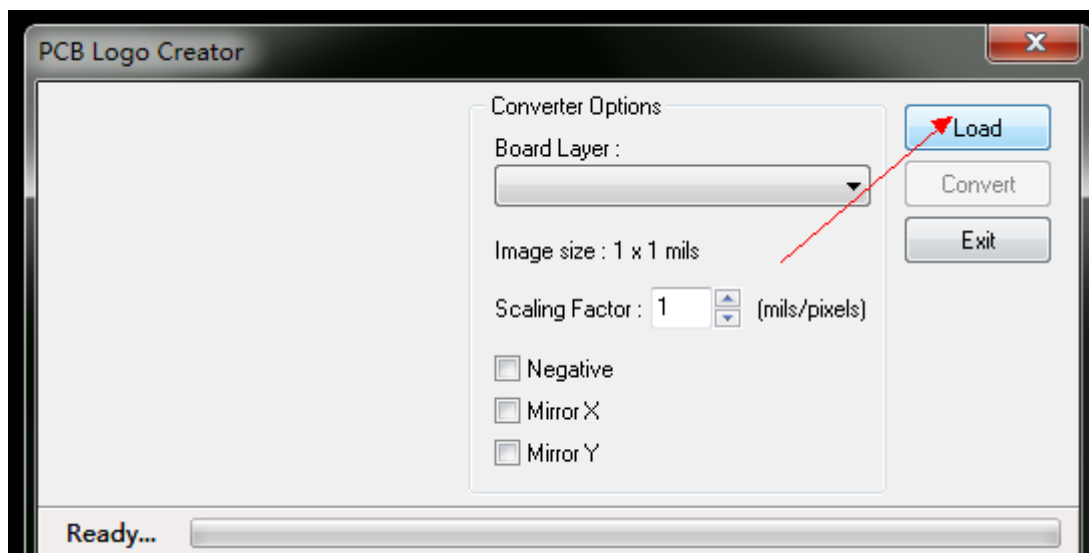 PCB Logo Creator
Converter Options
Board Layer :
Load
Convert
Exit
Image size : 1 x 1 mils
Scaling Factor : 1 (mils/pixels)
Negative
Mirror X
Mirror Y
Ready...